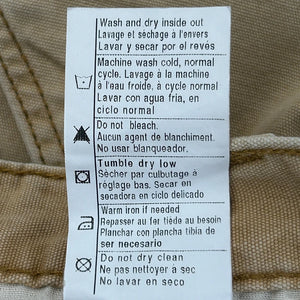 Wash and dry inside out
Lavage et séchage à l'envers
Lavar y secar por el revés
Machine wash cold, normal
cycle. Lavage à la machine
à l'eau froide, à cycle normal
Lavar con agua fria, en
ciclo normal
Do not bleach.
Aucun agent de blanchiment.
No usar blanqueador.
Tumble dry low
Sècher par culbutage à
réglage bas. Secar en
secadora en ciclo delicado
Warm iron if needed
Repasser au fer tiède au besoin
Planchar con plancha tibia de
ser necesario
Do not dry clean
Ne pas nettoyer à sec
No lavar en seco